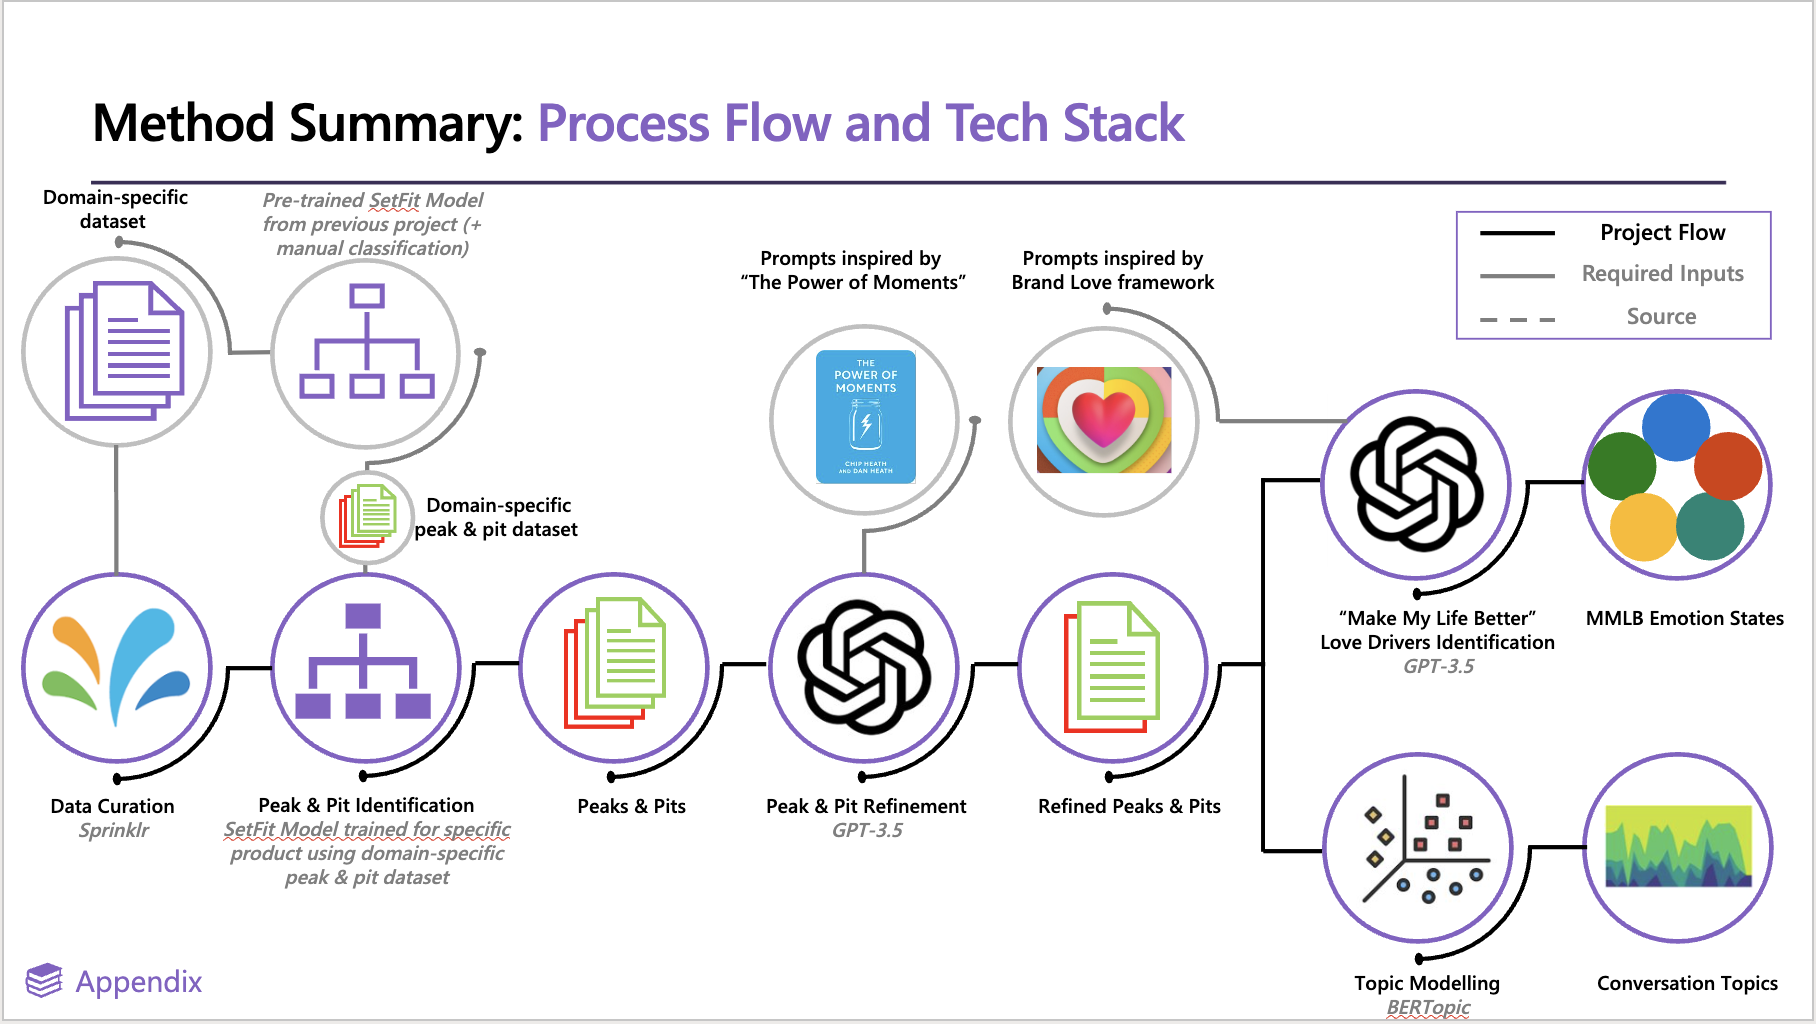 Method Summary: Process Flow and Tech Stack
Domain-specific
dataset
Pre-trained SetFit Model
from previous project (+
manual classification)
Prompts inspired by
“The Power of Moments”
Prompts inspired by
Brand Love framework
Project Flow
Required Inputs
Source
THE
POWER OF
MOMENTS
CHIP HEATH
AND DAN HEATH
Domain-specific
peak & pit dataset
“Make My Life Better”
Love Drivers Identification
GPT-3.5
MMLB Emotion States
Data Curation
Sprinklr
Peak & Pit Identification
SetFit Model trained for specific
product using domain-specific
peak & pit dataset
Peaks & Pits
Peak & Pit Refinement
GPT-3.5
Refined Peaks & Pits
Topic Modelling
BERTopic
Conversation Topics
Appendix